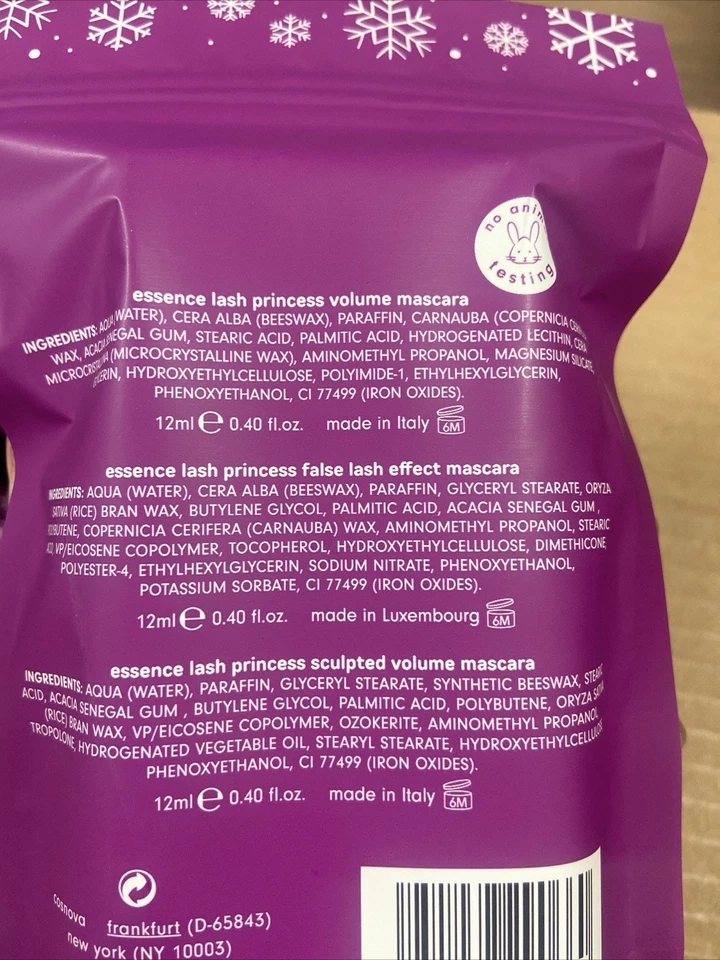 no anim
testing
essence lash princess volume mascara
INGREDIENTS: AQUA (WATER), CERA ALBA (BEESWAX), PARAFFIN, CARNAUBA (COPERNICIA
WAX, ACACIA SENEGAL GUM, STEARIC ACID, PALMITIC ACID, HYDROGENATED LECITHIN, CERA
(MICROCRYSTALLINE WAX), AMINOMETHYL PROPANOL, MAGNESIUM SILICATE,
HYDROXYETHYLCELLULOSE, POLYIMIDE-1, ETHYLHEXYLGLYCERIN,
PHENOXYETHANOL, CI 77499 (IRON OXIDES).
12ml e 0.40 fl.oz. made in Italy 6M
essence lash princess false lash effect mascara
INGREDIENTS: AQUA (WATER), CERA ALBA (BEESWAX), PARAFFIN, GLYCERYL STEARATE, ORYZA
SATIVA (RICE) BRAN WAX, BUTYLENE GLYCOL, PALMITIC ACID, ACACIA SENEGAL GUM ,
COPERNICIA CERIFERA (CARNAUBA) WAX, AMINOMETHYL PROPANOL, STEARIC
VP/EICOSENE COPOLYMER, TOCOPHEROL, HYDROXYETHYLCELLULOSE, DIMETHICONE,
POLYESTER-4, ETHYLHEXYLGLYCERIN, SODIUM NITRATE, PHENOXYETHANOL,
POTASSIUM SORBATE, CI 77499 (IRON OXIDES).
12ml e 0.40 fl.oz. made in Luxembourg 6M
essence lash princess sculpted volume mascara
INGREDIENTS: AQUA (WATER), PARAFFIN, GLYCERYL STEARATE, SYNTHETIC BEESWAX, STEARIC
ACID, ACACIA SENEGAL GUM , BUTYLENE GLYCOL, PALMITIC ACID, POLYBUTENE, ORYZA SATIVA
(RICE) BRAN WAX, VP/EICOSENE COPOLYMER, OZOKERITE, AMINOMETHYL PROPANOL,
TROPOLONE, HYDROGENATED VEGETABLE OIL, STEARYL STEARATE, HYDROXYETHYLCELLULOSE,
PHENOXYETHANOL, CI 77499 (IRON OXIDES).
12ml e 0.40 fl.oz. made in Italy 6M
cosnova
frankfurt (D-65843)
new york (NY 10003)